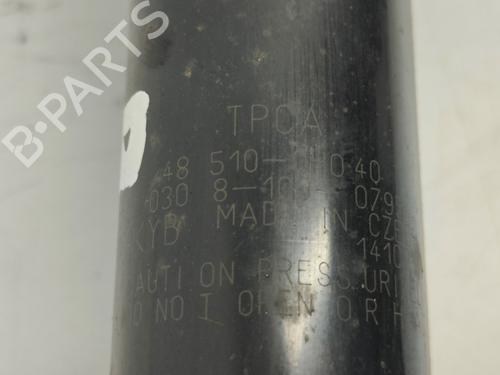 B-PARTS
TPCA
48 510- 040
030 8-10 079
KYB MADE IN CZE
1410
CAUTION PRESSURI
DO NOT OPEN OR H